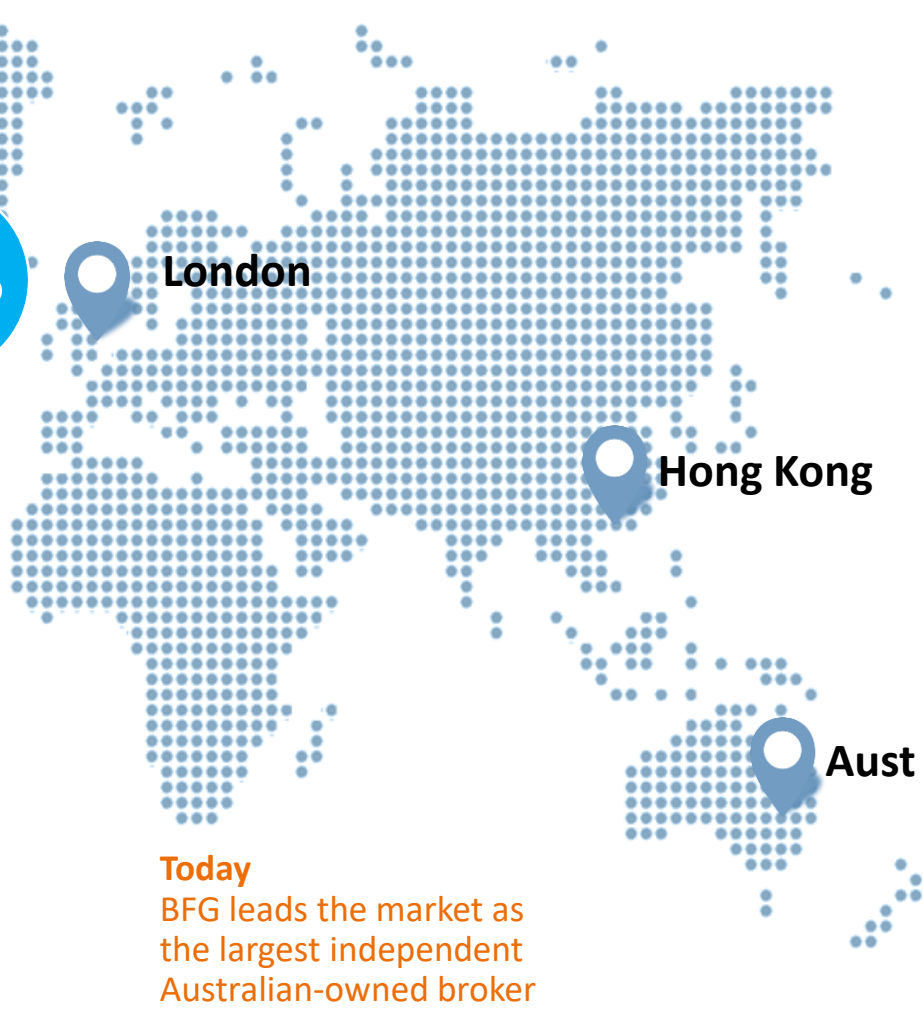 London
Hong Kong
Aust
Today
BFG leads the market as
the largest independent
Australian-owned broker